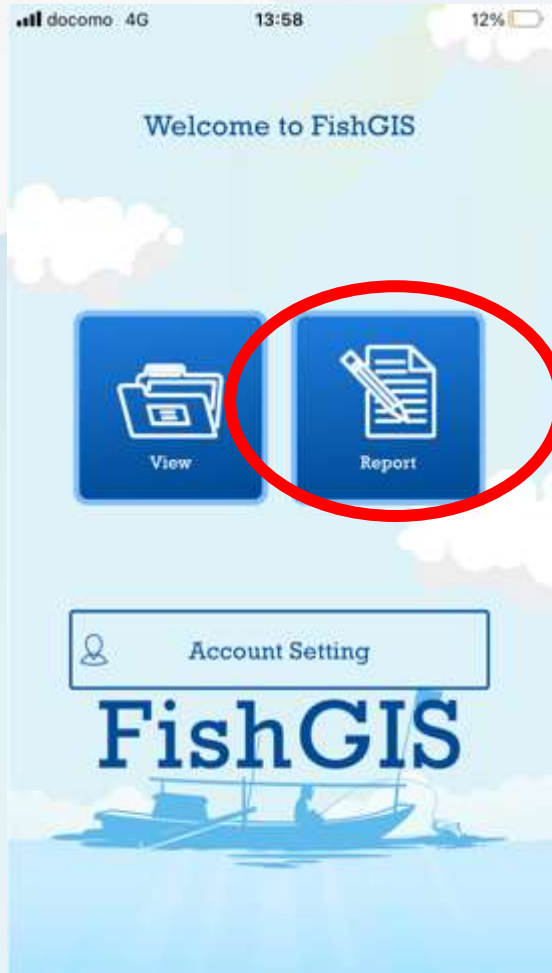 docomo 4G 13:58 12%
Welcome to FishGIS
View Report
Account Setting
FishGIS